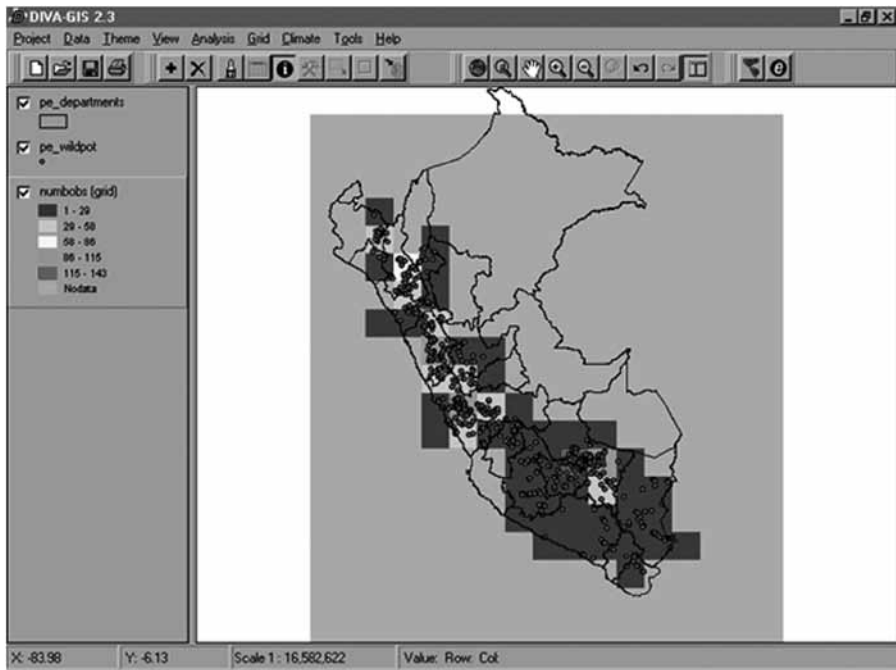 DIVA-GIS 2.3
Project Data Theme View Analysis Grid Climate Tools Help
pe_departments
pe_wildpot
numbobs (grid)
1 - 29
29 - 58
58 - 86
86 - 115
115 - 143
Nodata
X: -83.98 Y: -6.13 Scale 1 : 16,582,622 Value: Row: Col: